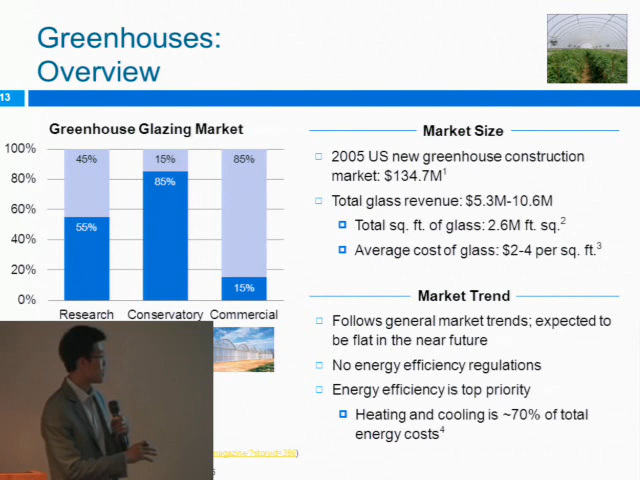 Greenhouses:
Overview
13
Greenhouse Glazing Market
100%
80%
60%
40%
20%
0%
45%
15%
85%
55%
85%
15%
Research
Conservatory
Commercial
Market Size
2005 US new greenhouse construction
market: $134.7M1
Total glass revenue: $5.3M-10.6M
Total sq. ft. of glass: 2.6M ft. sq.2
Average cost of glass: $2-4 per sq. ft.3
Market Trend
Follows general market trends; expected to
be flat in the near future
No energy efficiency regulations
Energy efficiency is top priority
Heating and cooling is ~70% of total
energy costs4